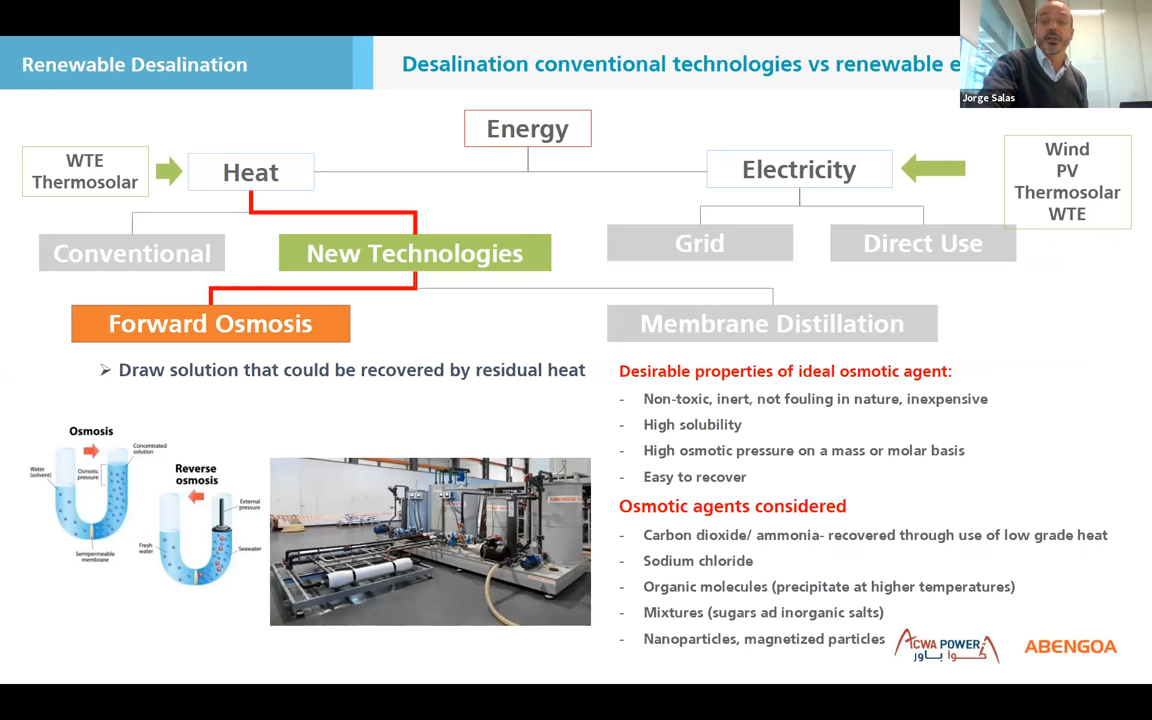 Renewable Desalination
Desalination conventional technologies vs renewable e
Jorge Salas
Energy
WTE
Thermosolar
Heat
Electricity
Wind
PV
Thermosolar
WTE
Conventional
New Technologies
Grid
Direct Use
Forward Osmosis
Membrane Distillation
➢ Draw solution that could be recovered by residual heat
Osmosis
Water
(solvent)
Osmotic
pressure
Concentrated
solution
Semipermeable
membrane
Reverse
osmosis
External
pressure
Fresh
water
Seawater
ABENGOA
Desirable properties of ideal osmotic agent:
- Non-toxic, inert, not fouling in nature, inexpensive
- High solubility
- High osmotic pressure on a mass or molar basis
- Easy to recover
Osmotic agents considered
- Carbon dioxide/ ammonia- recovered through use of low grade heat
- Sodium chloride
- Organic molecules (precipitate at higher temperatures)
- Mixtures (sugars ad inorganic salts)
- Nanoparticles, magnetized particles
ACWA POWER
أكوا باور
ABENGOA